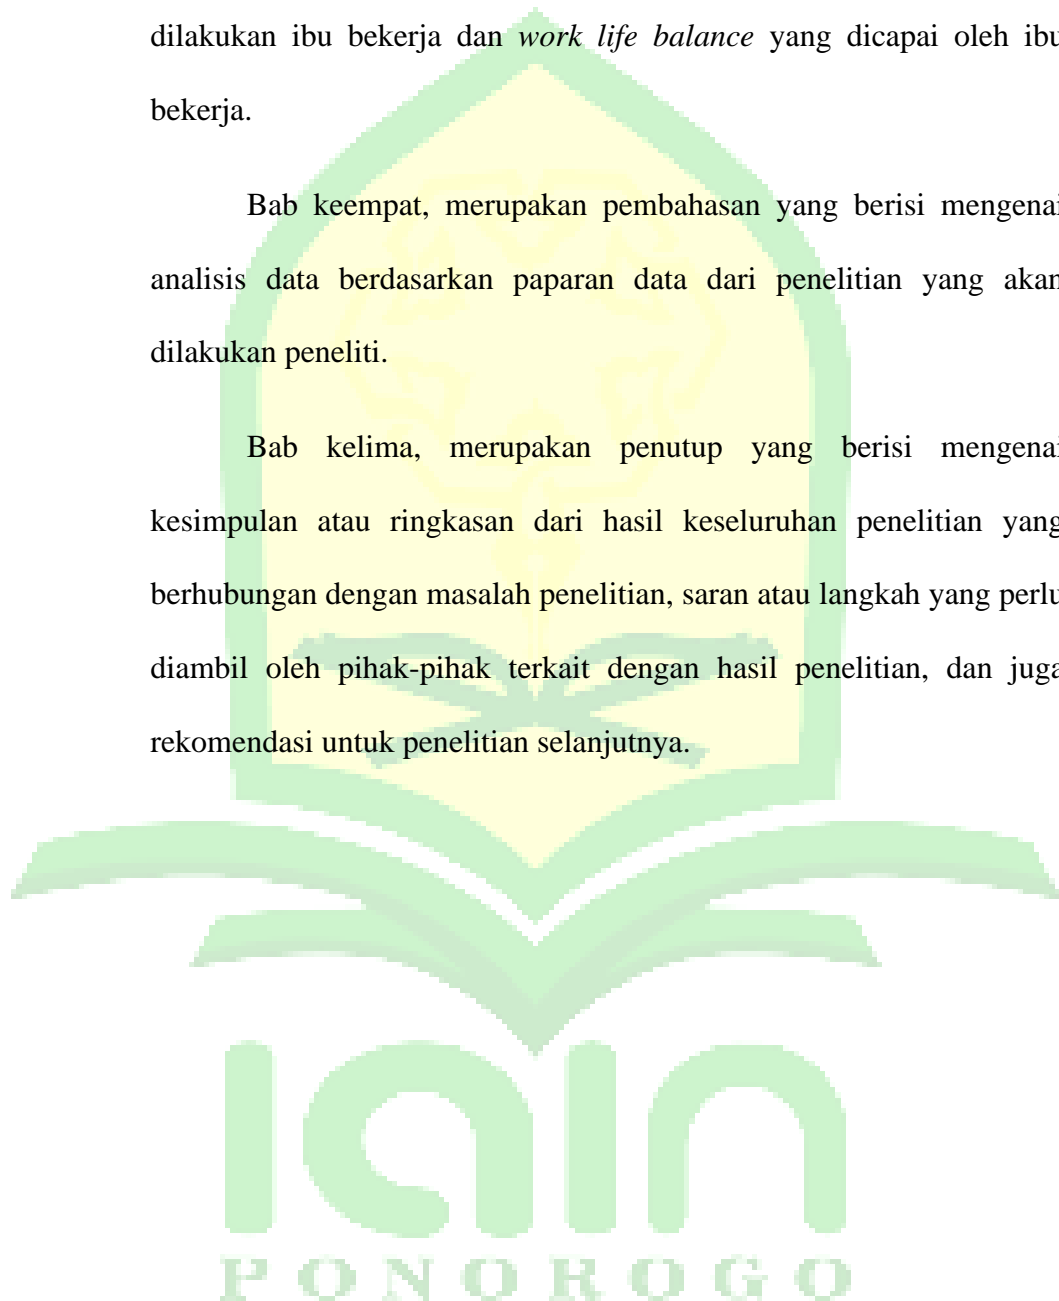 dilakukan ibu bekerja dan work life balance yang dicapai oleh ibu
bekerja.
Bab keempat, merupakan pembahasan yang berisi mengenai
analisis data berdasarkan paparan data dari penelitian yang akan
dilakukan peneliti.
Bab kelima, merupakan penutup yang berisi mengenai
kesimpulan atau ringkasan dari hasil keseluruhan penelitian yang
berhubungan dengan masalah penelitian, saran atau langkah yang perlu
diambil oleh pihak-pihak terkait dengan hasil penelitian, dan juga
rekomendasi untuk penelitian selanjutnya.
iain
PONOROGO